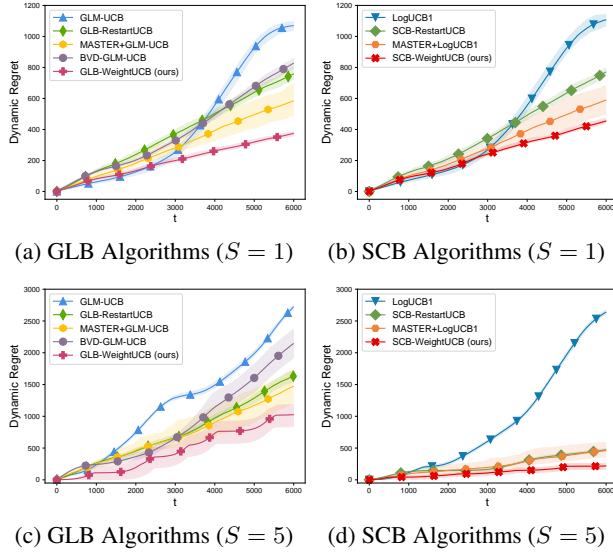 1200
1000
800
600
400
200
0
Dynamic Regret
GLM-UCB
GLB-RestartUCB
MASTER+GLM-UCB
BVD-GLM-UCB
GLB-WeightUCB (ours)
0 1000 2000 3000 4000 5000 6000
t
(a) GLB Algorithms (S = 1)
1200
1000
800
600
400
200
0
Dynamic Regret
LogUCB1
SCB-RestartUCB
MASTER+LogUCB1
SCB-WeightUCB (ours)
0 1000 2000 3000 4000 5000 6000
t
(b) SCB Algorithms (S = 1)
3000
2500
2000
1500
1000
500
0
Dynamic Regret
GLM-UCB
GLB-RestartUCB
MASTER+GLM-UCB
BVD-GLM-UCB
GLB-WeightUCB (ours)
0 1000 2000 3000 4000 5000 6000
t
(c) GLB Algorithms (S = 5)
3000
2500
2000
1500
1000
500
0
Dynamic Regret
LogUCB1
SCB-RestartUCB
MASTER+LogUCB1
SCB-WeightUCB (ours)
0 1000 2000 3000 4000 5000 6000
t
(d) SCB Algorithms (S = 5)